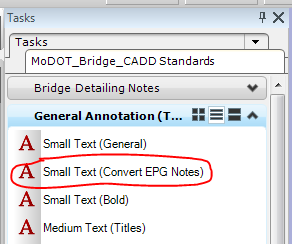 Tasks
Tasks
MoDOT_Bridge_CADD Standards
Bridge Detailing Notes
General Annotation (T...
A Small Text (General)
A Small Text (Convert EPG Notes)
A Small Text (Bold)
A Medium Text (Titles)